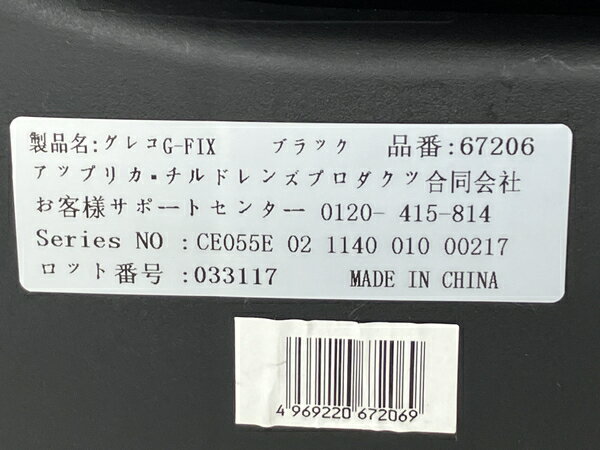 製品名:グレコG-FIX ブラック 品番:67206
アップリカ・チルドレンズプロダクツ合同会社
お客様サポートセンター 0120- 415-814
Series NO :CE055E 02 1140 010 00217
ロット番号 :033117 MADE IN CHINA
4 969220 672069